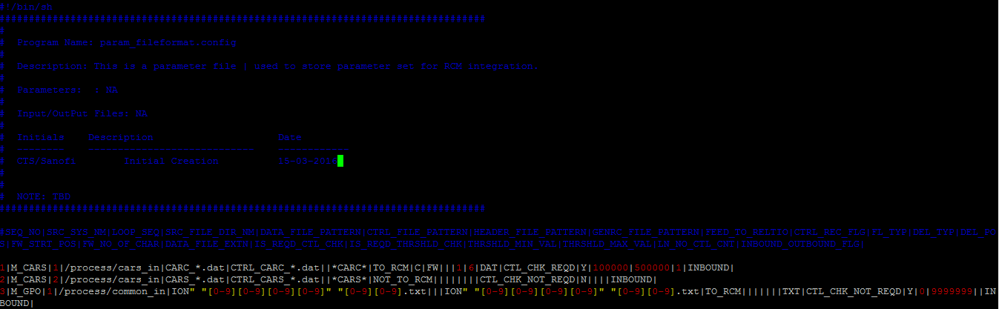 #!/bin/sh
##################################################################################
#
#  Program Name: param_fileformat.config
#
#  Description: This is a parameter file | used to store parameter set for RCM integration.
#
#  Parameters:  : NA
#
#  Input/OutPut Files: NA
#
#  Initials    Description                     Date
#  --------    ----------------------------    ------------
#  CTS/Sanofi        Initial Creation          15-03-2016
#
#
#  NOTE: TBD
##################################################################################
#SEQ_NO|SRC_SYS_NM|LOOP_SEQ|SRC_FILE_DIR_NM|DATA_FILE_PATTERN|CTRL_FILE_PATTERN|HEADER_FILE_PATTERN|GENRC_FILE_PATTERN|FEED_TO_RELTIO|CTRL_REC_FLG|FL_TYP|DEL_TYP|DEL_PO
S|FW_STRT_POS|FW_NO_OF_CHAR|DATA_FILE_EXTN|IS_REQD_CTL_CHK|IS_REQD_THRSHLD_CHK|THRSHLD_MIN_VAL|THRSHLD_MAX_VAL|LN_NO_CTL_CNT|INBOUND_OUTBOUND_FLG|
1|M_CARS|1|/process/cars_in|CARC_*.dat|CTRL_CARC_*.dat||*CARC*|TO_RCM|C|FW|||1|6|DAT|CTL_CHK_REQD|Y|100000|500000|1|INBOUND|
2|M_CARS|2|/process/cars_in|CARS_*.dat|CTRL_CARS_*.dat||*CARS*|NOT_TO_RCM||||||||CTL_CHK_NOT_REQD|N||||INBOUND|
3|M_GPO|1|/process/common_in|ION" "[0-9][0-9][0-9][0-9]" "[0-9][0-9].txt|||ION" "[0-9][0-9][0-9][0-9]" "[0-9][0-9].txt|TO_RCM|||||||TXT|CTL_CHK_NOT_REQD|Y|0|9999999||IN
BOUND|